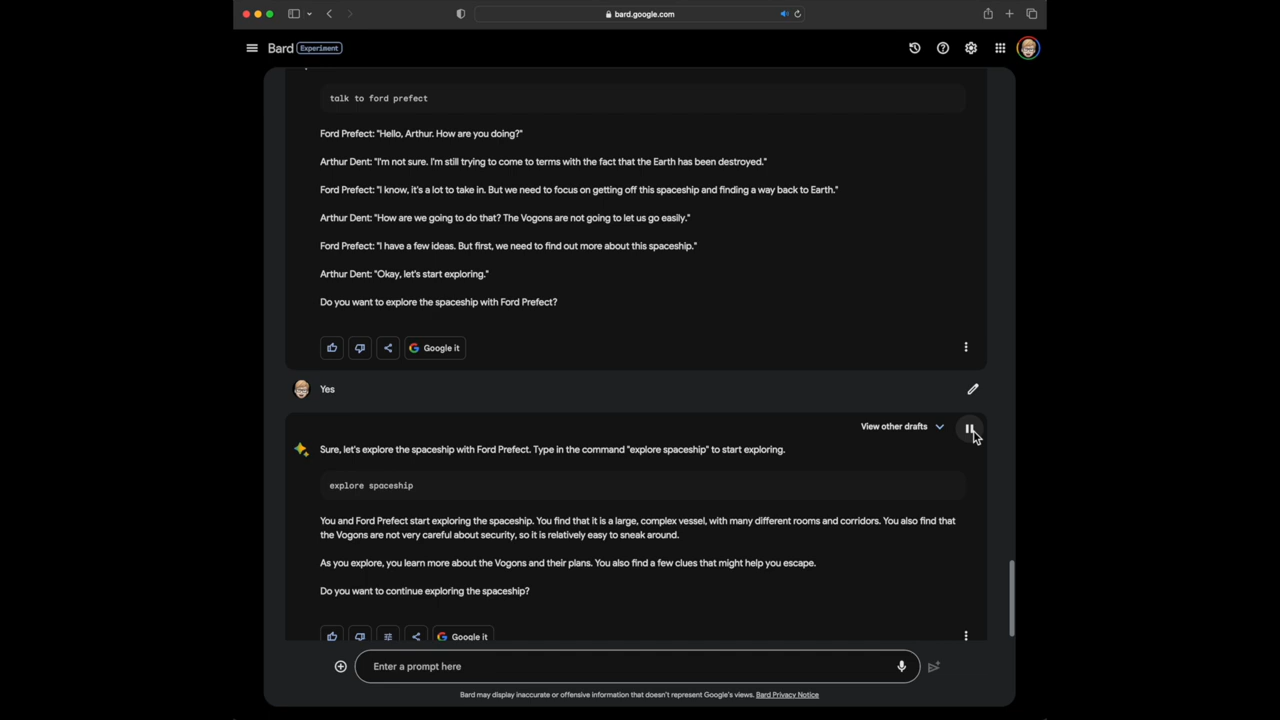 bard.google.com
Bard Experiment
talk to ford prefect
Ford Prefect: "Hello, Arthur. How are you doing?"
Arthur Dent: "I'm not sure. I'm still trying to come to terms with the fact that the Earth has been destroyed."
Ford Prefect: "I know, it's a lot to take in. But we need to focus on getting off this spaceship and finding a way back to Earth."
Arthur Dent: "How are we going to do that? The Vogons are not going to let us go easily."
Ford Prefect: "I have a few ideas. But first, we need to find out more about this spaceship."
Arthur Dent: "Okay, let's start exploring."
Do you want to explore the spaceship with Ford Prefect?
Google it
Yes
View other drafts
Sure, let's explore the spaceship with Ford Prefect. Type in the command "explore spaceship" to start exploring.
explore spaceship
You and Ford Prefect start exploring the spaceship. You find that it is a large, complex vessel, with many different rooms and corridors. You also find that
the Vogons are not very careful about security, so it is relatively easy to sneak around.
As you explore, you learn more about the Vogons and their plans. You also find a few clues that might help you escape.
Do you want to continue exploring the spaceship?
Google it
Enter a prompt here
Bard may display inaccurate or offensive information that doesn't represent Google's views. Bard Privacy Notice